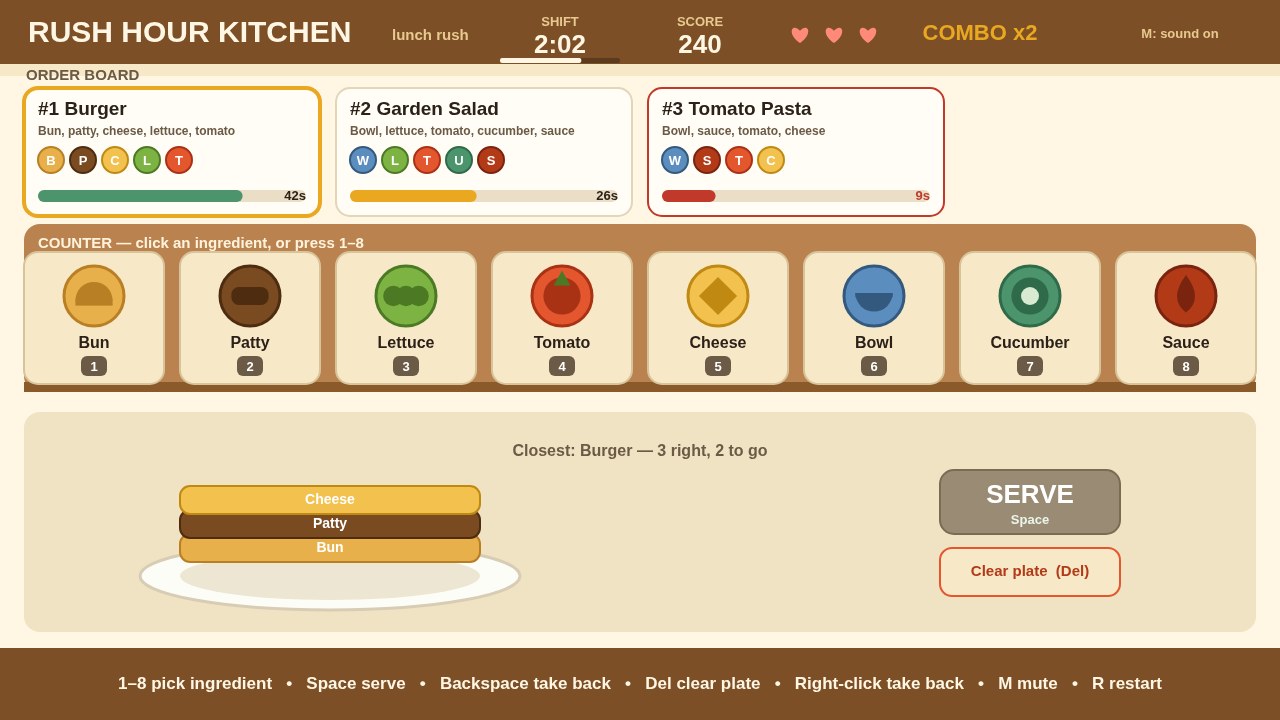 RUSH HOUR KITCHEN
lunch rush
SHIFT
2:02
SCORE
240
COMBO x2
M: sound on
ORDER BOARD
#1 Burger
Bun, patty, cheese, lettuce, tomato
B P C L T
42s
#2 Garden Salad
Bowl, lettuce, tomato, cucumber, sauce
W L T U S
26s
#3 Tomato Pasta
Bowl, sauce, tomato, cheese
W S T C
9s
COUNTER — click an ingredient, or press 1–8
Bun
1
Patty
2
Lettuce
3
Tomato
4
Cheese
5
Bowl
6
Cucumber
7
Sauce
8
Closest: Burger — 3 right, 2 to go
Cheese
Patty
Bun
SERVE
Space
Clear plate (Del)
1–8 pick ingredient • Space serve • Backspace take back • Del clear plate • Right-click take back • M mute • R restart